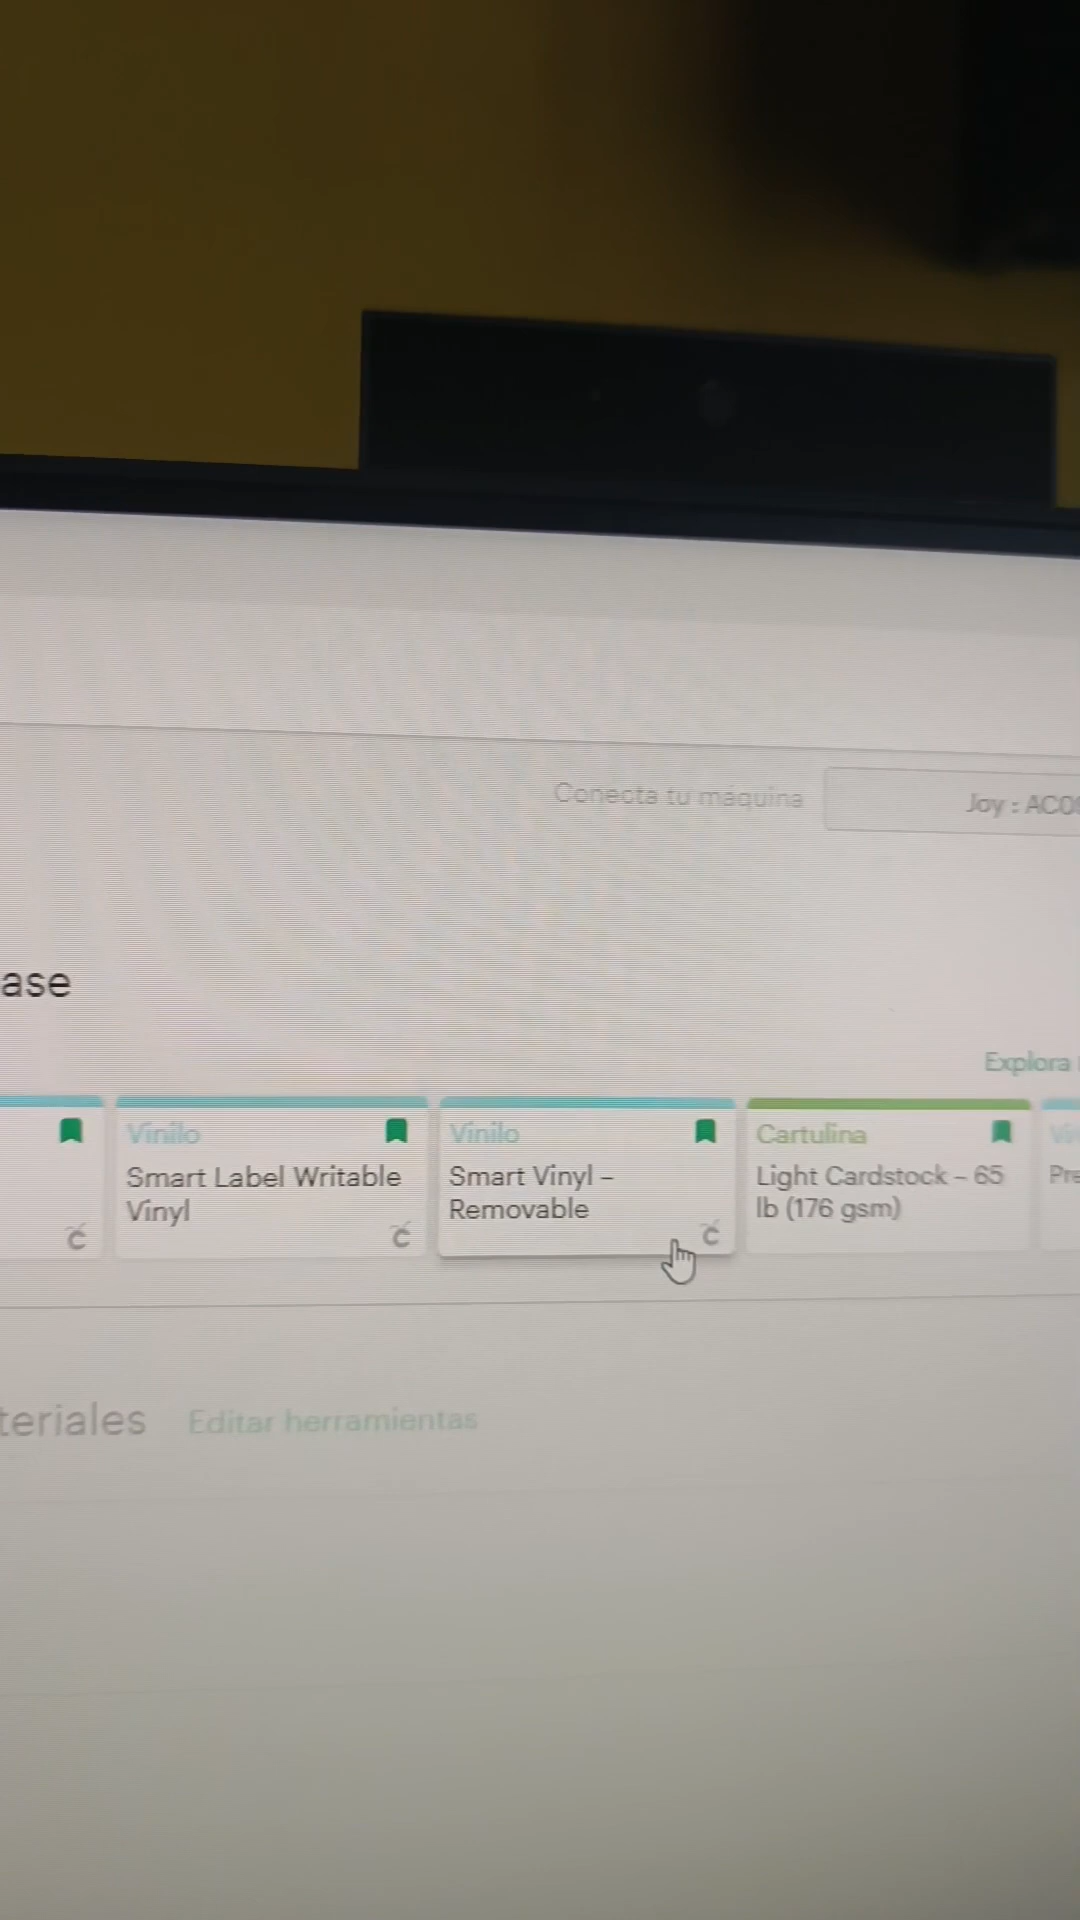 Conecta tu máquina
Joy : AC0
ase
Explora
Vinilo
Smart Label Writable
Vinyl
Vinilo
Smart Vinyl –
Removable
Cartulina
Light Cardstock – 65
lb (176 gsm)
Pre
teriales
Editar herramientas